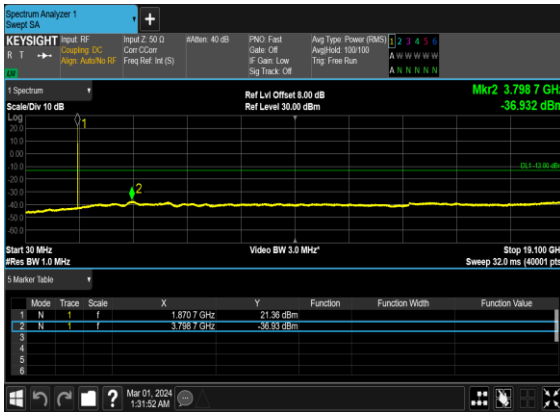 Spectrum Analyzer 1
Swept SA
+
KEYSIGHT Input: RF Input Z: 50 Ω #Atten: 40 dB PNO: Fast Avg Type: Power (RMS) 1 2 3 4 5 6
R T Coupling: DC Corr CCorr Gate: Off Avg|Hold: 100/100 A W W W W W
Align: Auto/No RF Freq Ref: Int (S) IF Gain: Low Trig: Free Run
Sig Track: Off A N N N N N
1 Spectrum Ref Lvl Offset 8.00 dB Mkr2 3.798 7 GHz
Scale/Div 10 dB Ref Level 30.00 dBm -36.932 dBm
Log
20.0
10.0
0.00
-10.0
DL1 -13.00 dBm
-20.0
-30.0
-40.0
-50.0
-60.0
1
2
Start 30 MHz Video BW 3.0 MHz* Stop 19.100 GHz
#Res BW 1.0 MHz Sweep 32.0 ms (40001 pts)
5 Marker Table
Mode Trace Scale X Y Function Function Width Function Value
1 N 1 f 1.870 7 GHz 21.36 dBm
2 N 1 f 3.798 7 GHz -36.93 dBm
3
4
5
6
? Mar 01, 2024
1:31:52 AM